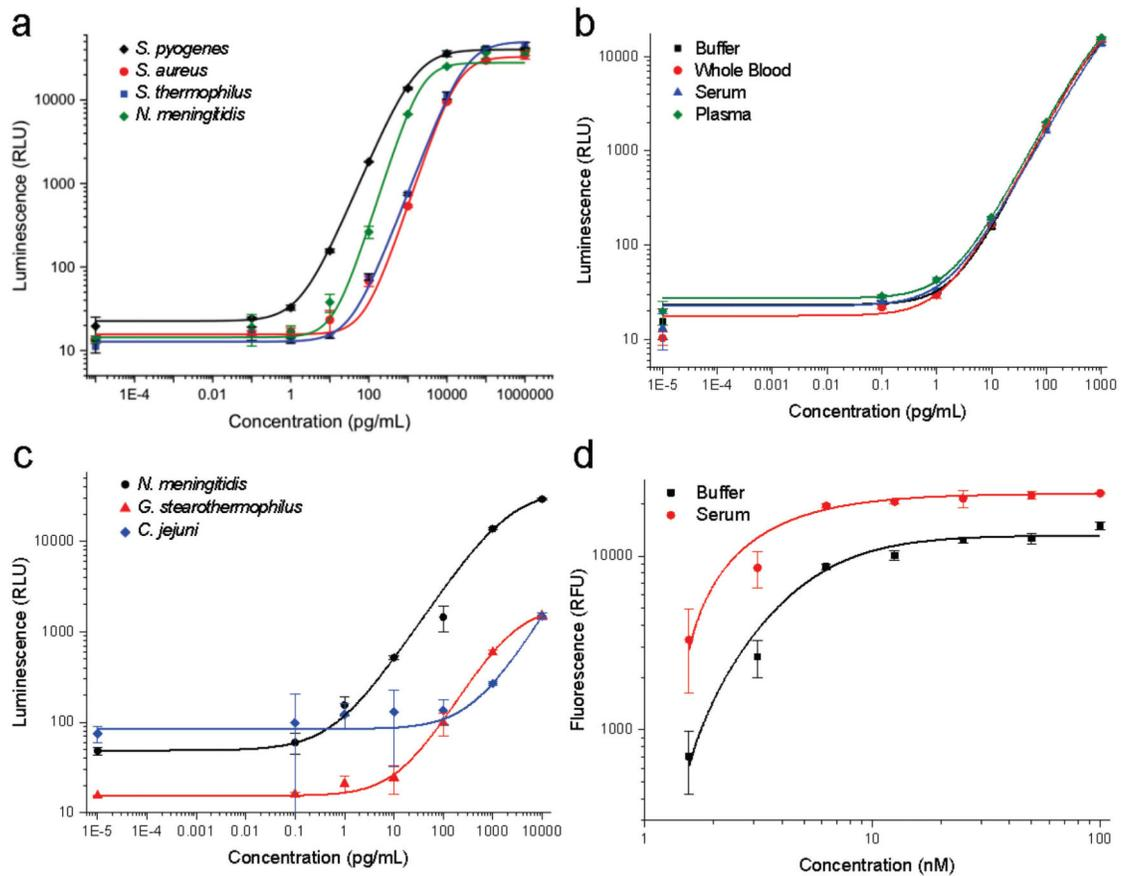 a
S. pyogenes
S. aureus
S. thermophilus
N. meningitidis
10000
1000
100
10
Luminescence (RLU)
1E-4 0.01 1 100 10000 1000000
Concentration (pg/mL)
b
Buffer
Whole Blood
Serum
Plasma
10000
1000
100
10
Luminescence (RLU)
1E-5 1E-4 0.001 0.01 0.1 1 10 100 1000
Concentration (pg/mL)
c
N. meningitidis
G. stearothermophilus
C. jejuni
10000
1000
100
10
Luminescence (RLU)
1E-5 1E-4 0.001 0.01 0.1 1 10 100 1000 10000
Concentration (pg/mL)
d
Buffer
Serum
10000
1000
Fluorescence (RFU)
1 10 100
Concentration (nM)